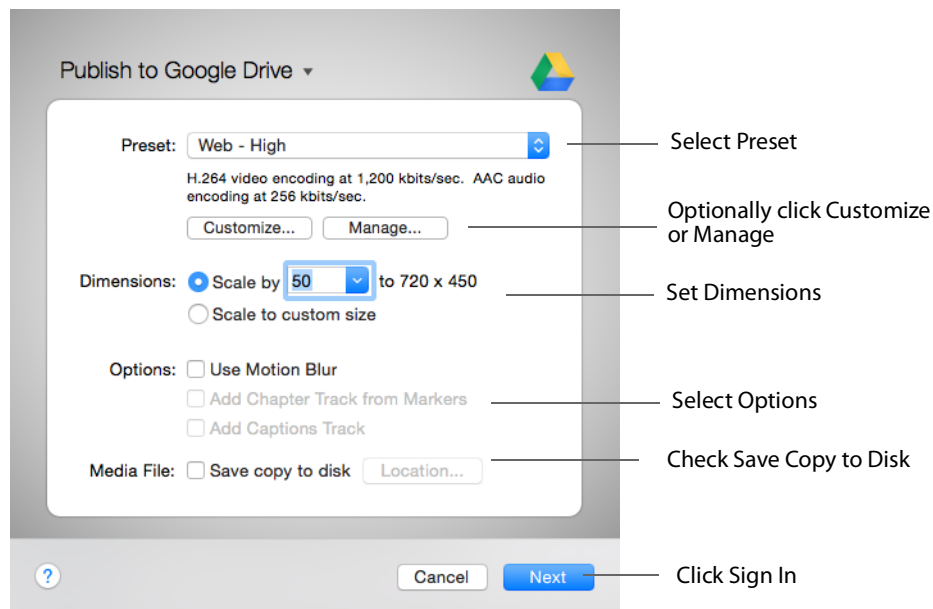 Publish to Google Drive
Preset: Web - High
Select Preset
H.264 video encoding at 1,200 kbits/sec. AAC audio
encoding at 256 kbits/sec.
Customize... Manage...
Optionally click Customize
or Manage
Dimensions: Scale by 50 to 720 x 450
Set Dimensions
Scale to custom size
Options: Use Motion Blur
Add Chapter Track from Markers
Select Options
Add Captions Track
Media File: Save copy to disk Location...
Check Save Copy to Disk
? Cancel Next
Click Sign In